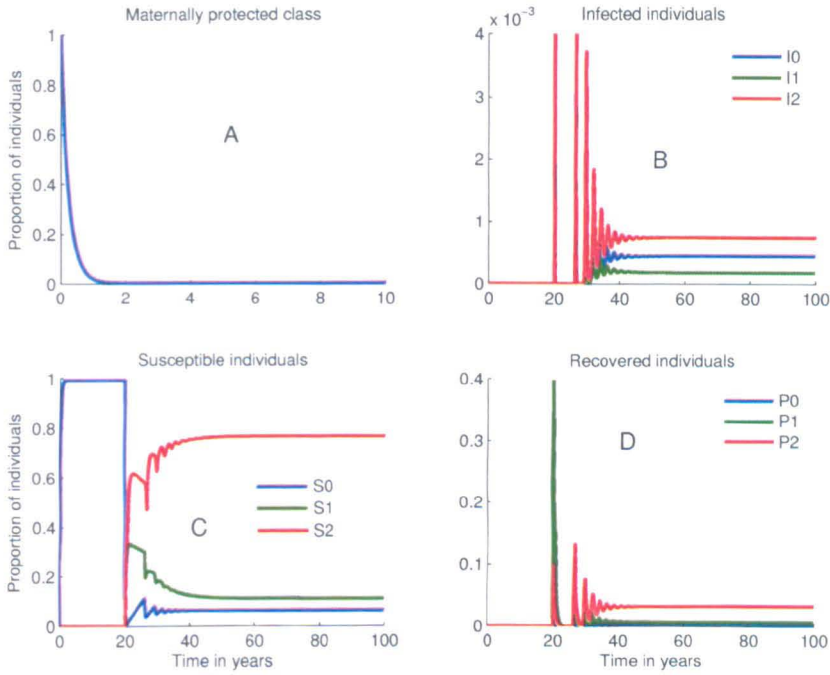 Maternally protected class
Proportion of individuals
1
0.8
0.6
0.4
0.2
0
0 2 4 6 8 10
A
Infected individuals
x 10⁻³
4
3
2
1
0
0 20 40 60 80 100
I0
I1
I2
B
Susceptible individuals
Proportion of individuals
1
0.8
0.6
0.4
0.2
0
0 20 40 60 80 100
Time in years
S0
S1
S2
C
Recovered individuals
0.4
0.3
0.2
0.1
0
0 20 40 60 80 100
Time in years
P0
P1
P2
D